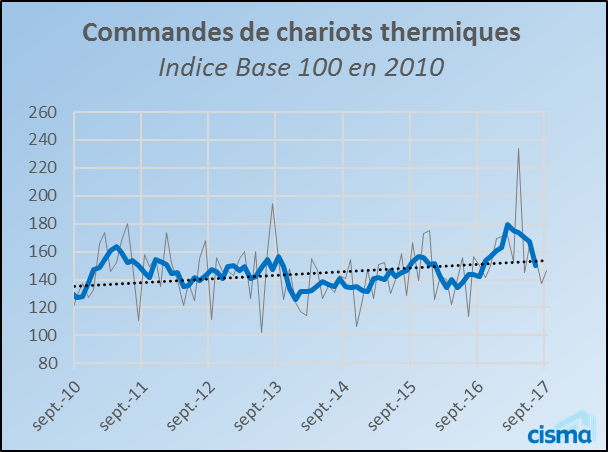 Commandes de chariots thermiques
Indice Base 100 en 2010
260
240
220
200
180
160
140
120
100
80
sept.-10
sept.-11
sept.-12
sept.-13
sept.-14
sept.-15
sept.-16
sept.-17
cisma